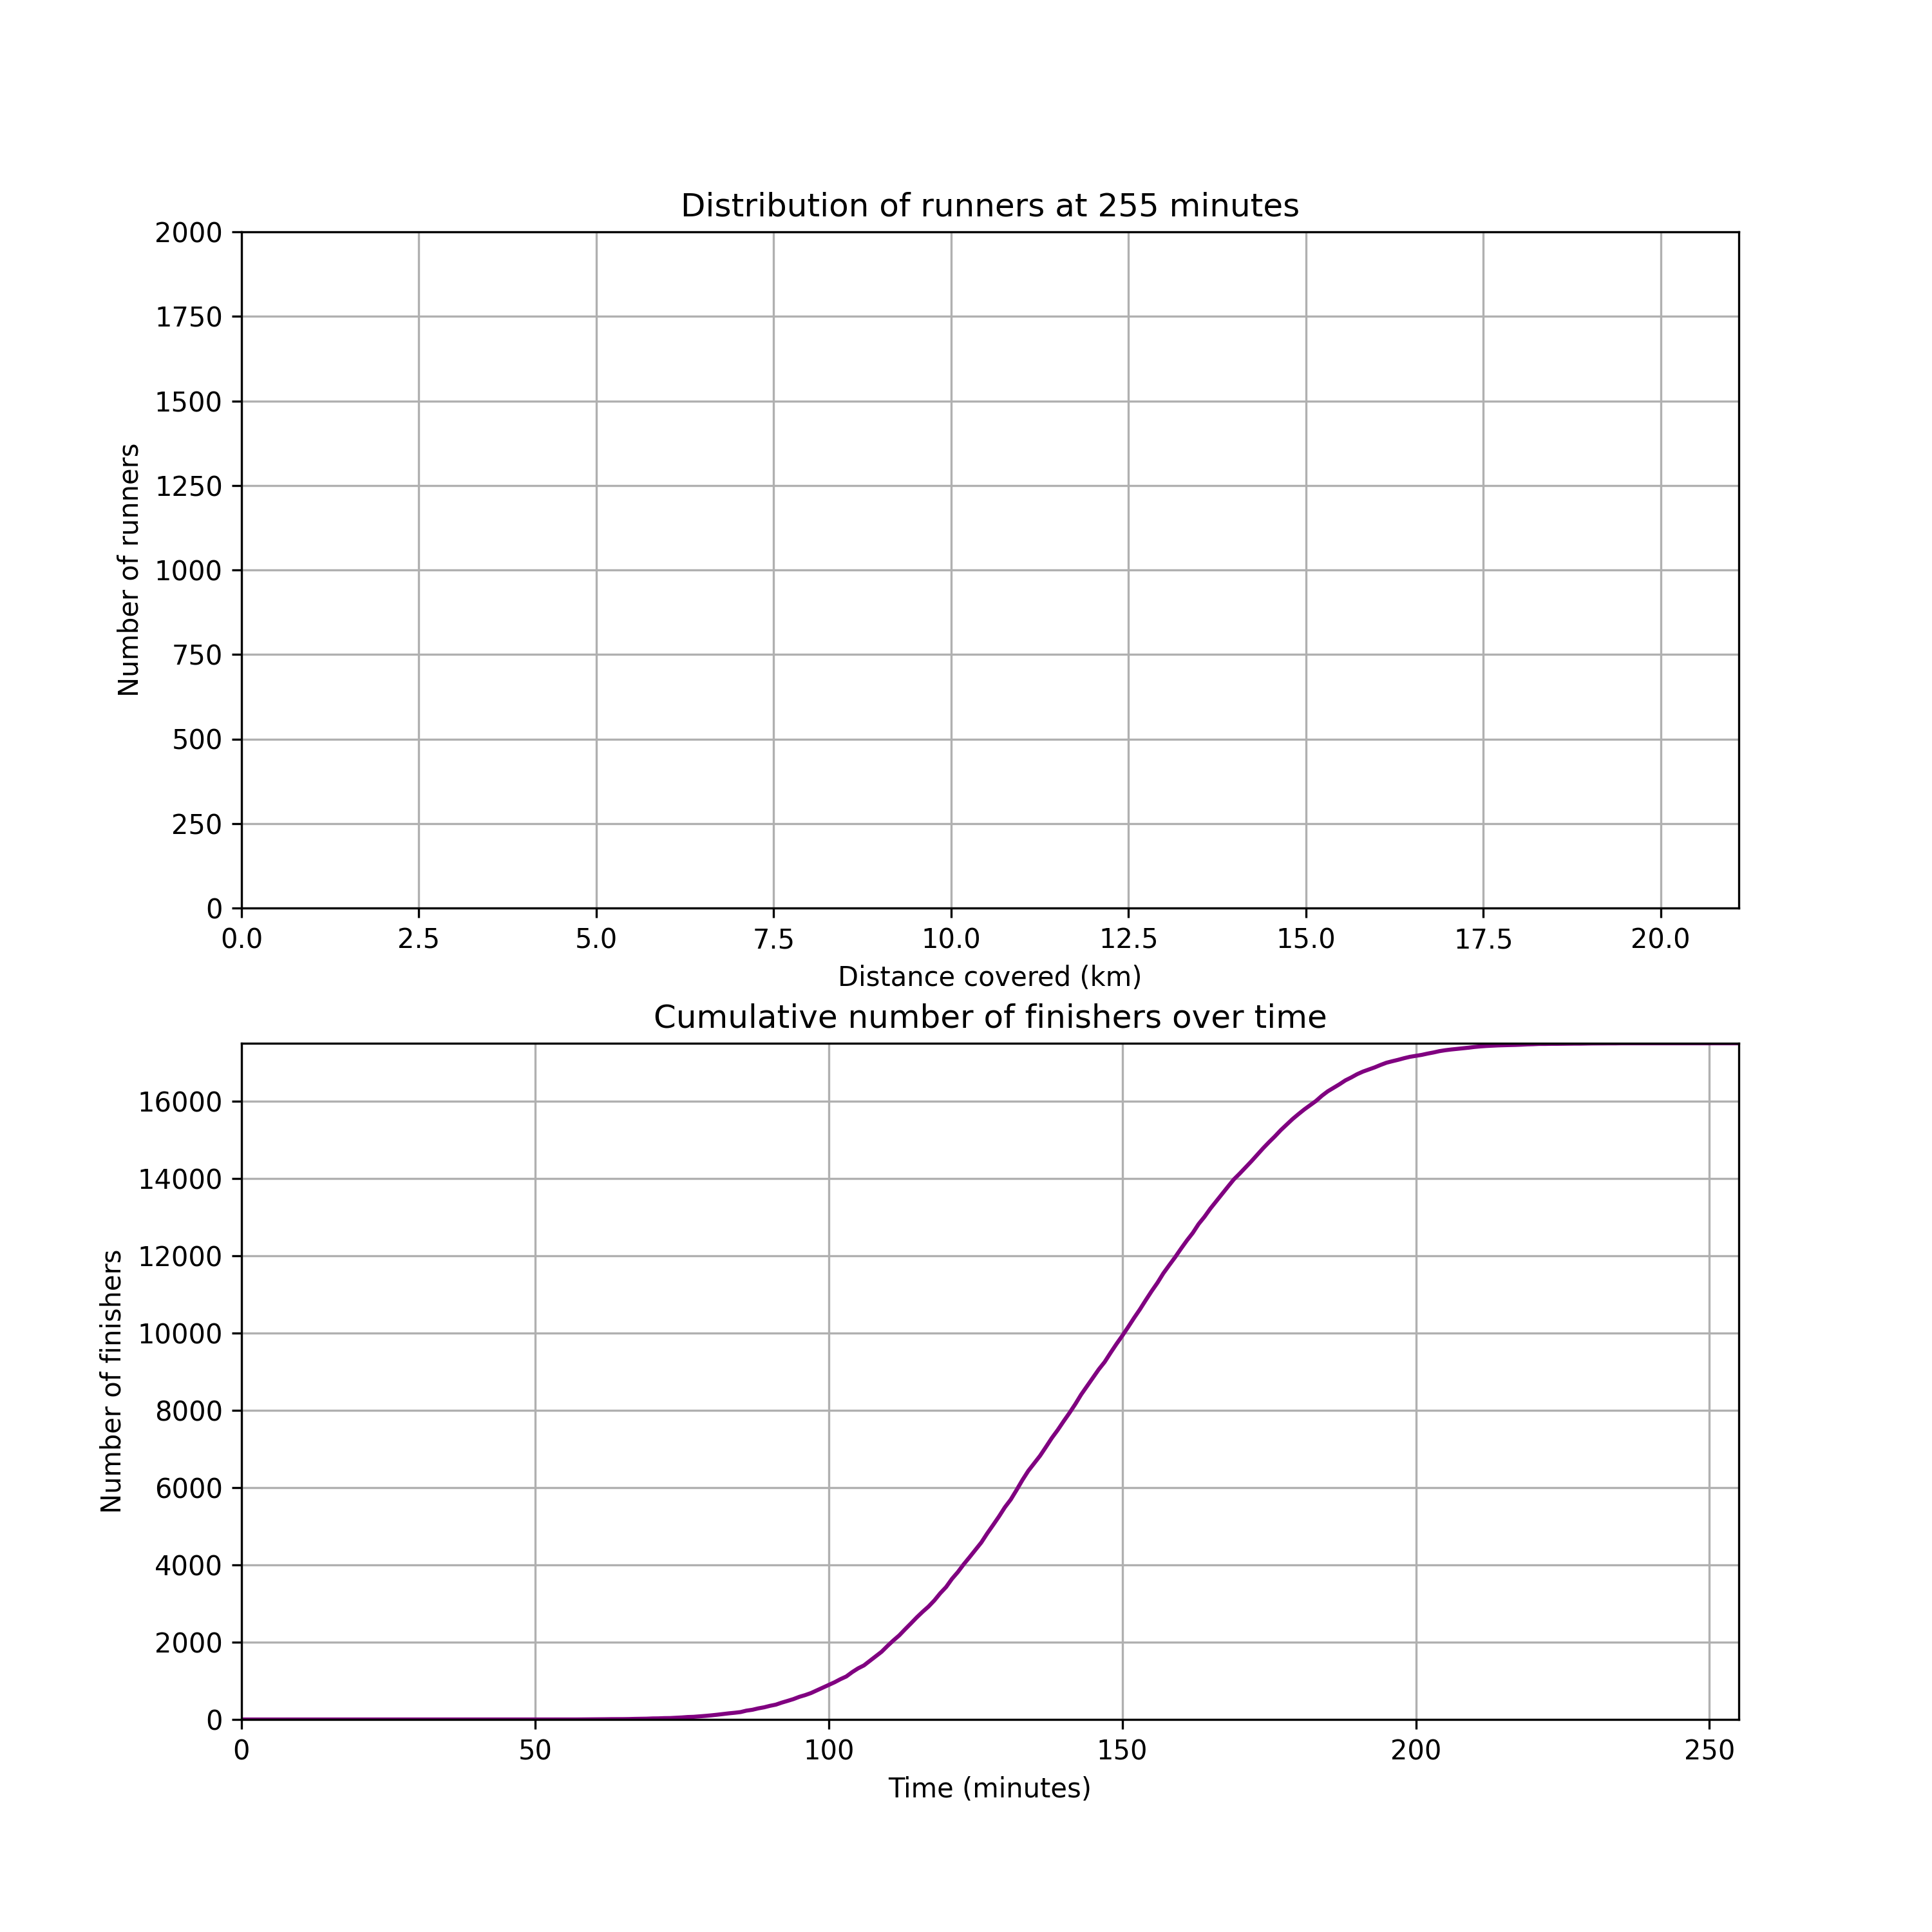 Distribution of runners at 255 minutes
2000
1750
1500
1250
1000
750
500
250
0
Number of runners
0.0 2.5 5.0 7.5 10.0 12.5 15.0 17.5 20.0
Distance covered (km)
Cumulative number of finishers over time
16000
14000
12000
10000
8000
6000
4000
2000
0
Number of finishers
0 50 100 150 200 250
Time (minutes)